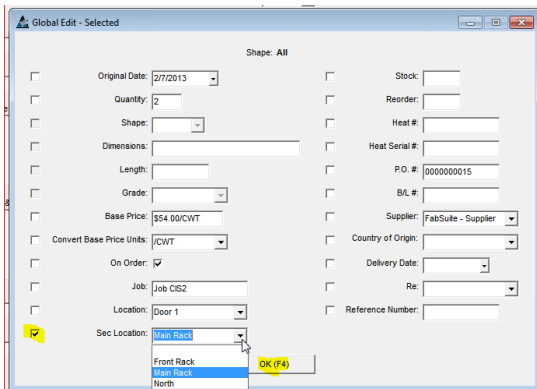 Global Edit - Selected
Shape: All
Original Date: 2/7/2013
Stock:
Quantity: 2
Reorder:
Shape:
Heat #:
Dimensions:
Heat Serial #:
Length:
P.O. #: 0000000015
Grade:
B/L #:
Base Price: $54.00/CWT
Supplier: FabSuite - Supplier
Convert Base Price Units: /CWT
Country of Origin:
On Order:
Delivery Date:
Job: Job CIS2
Re:
Location: Door 1
Reference Number:
Sec Location: Main Rack
Front Rack
OK (F4)
Main Rack
North